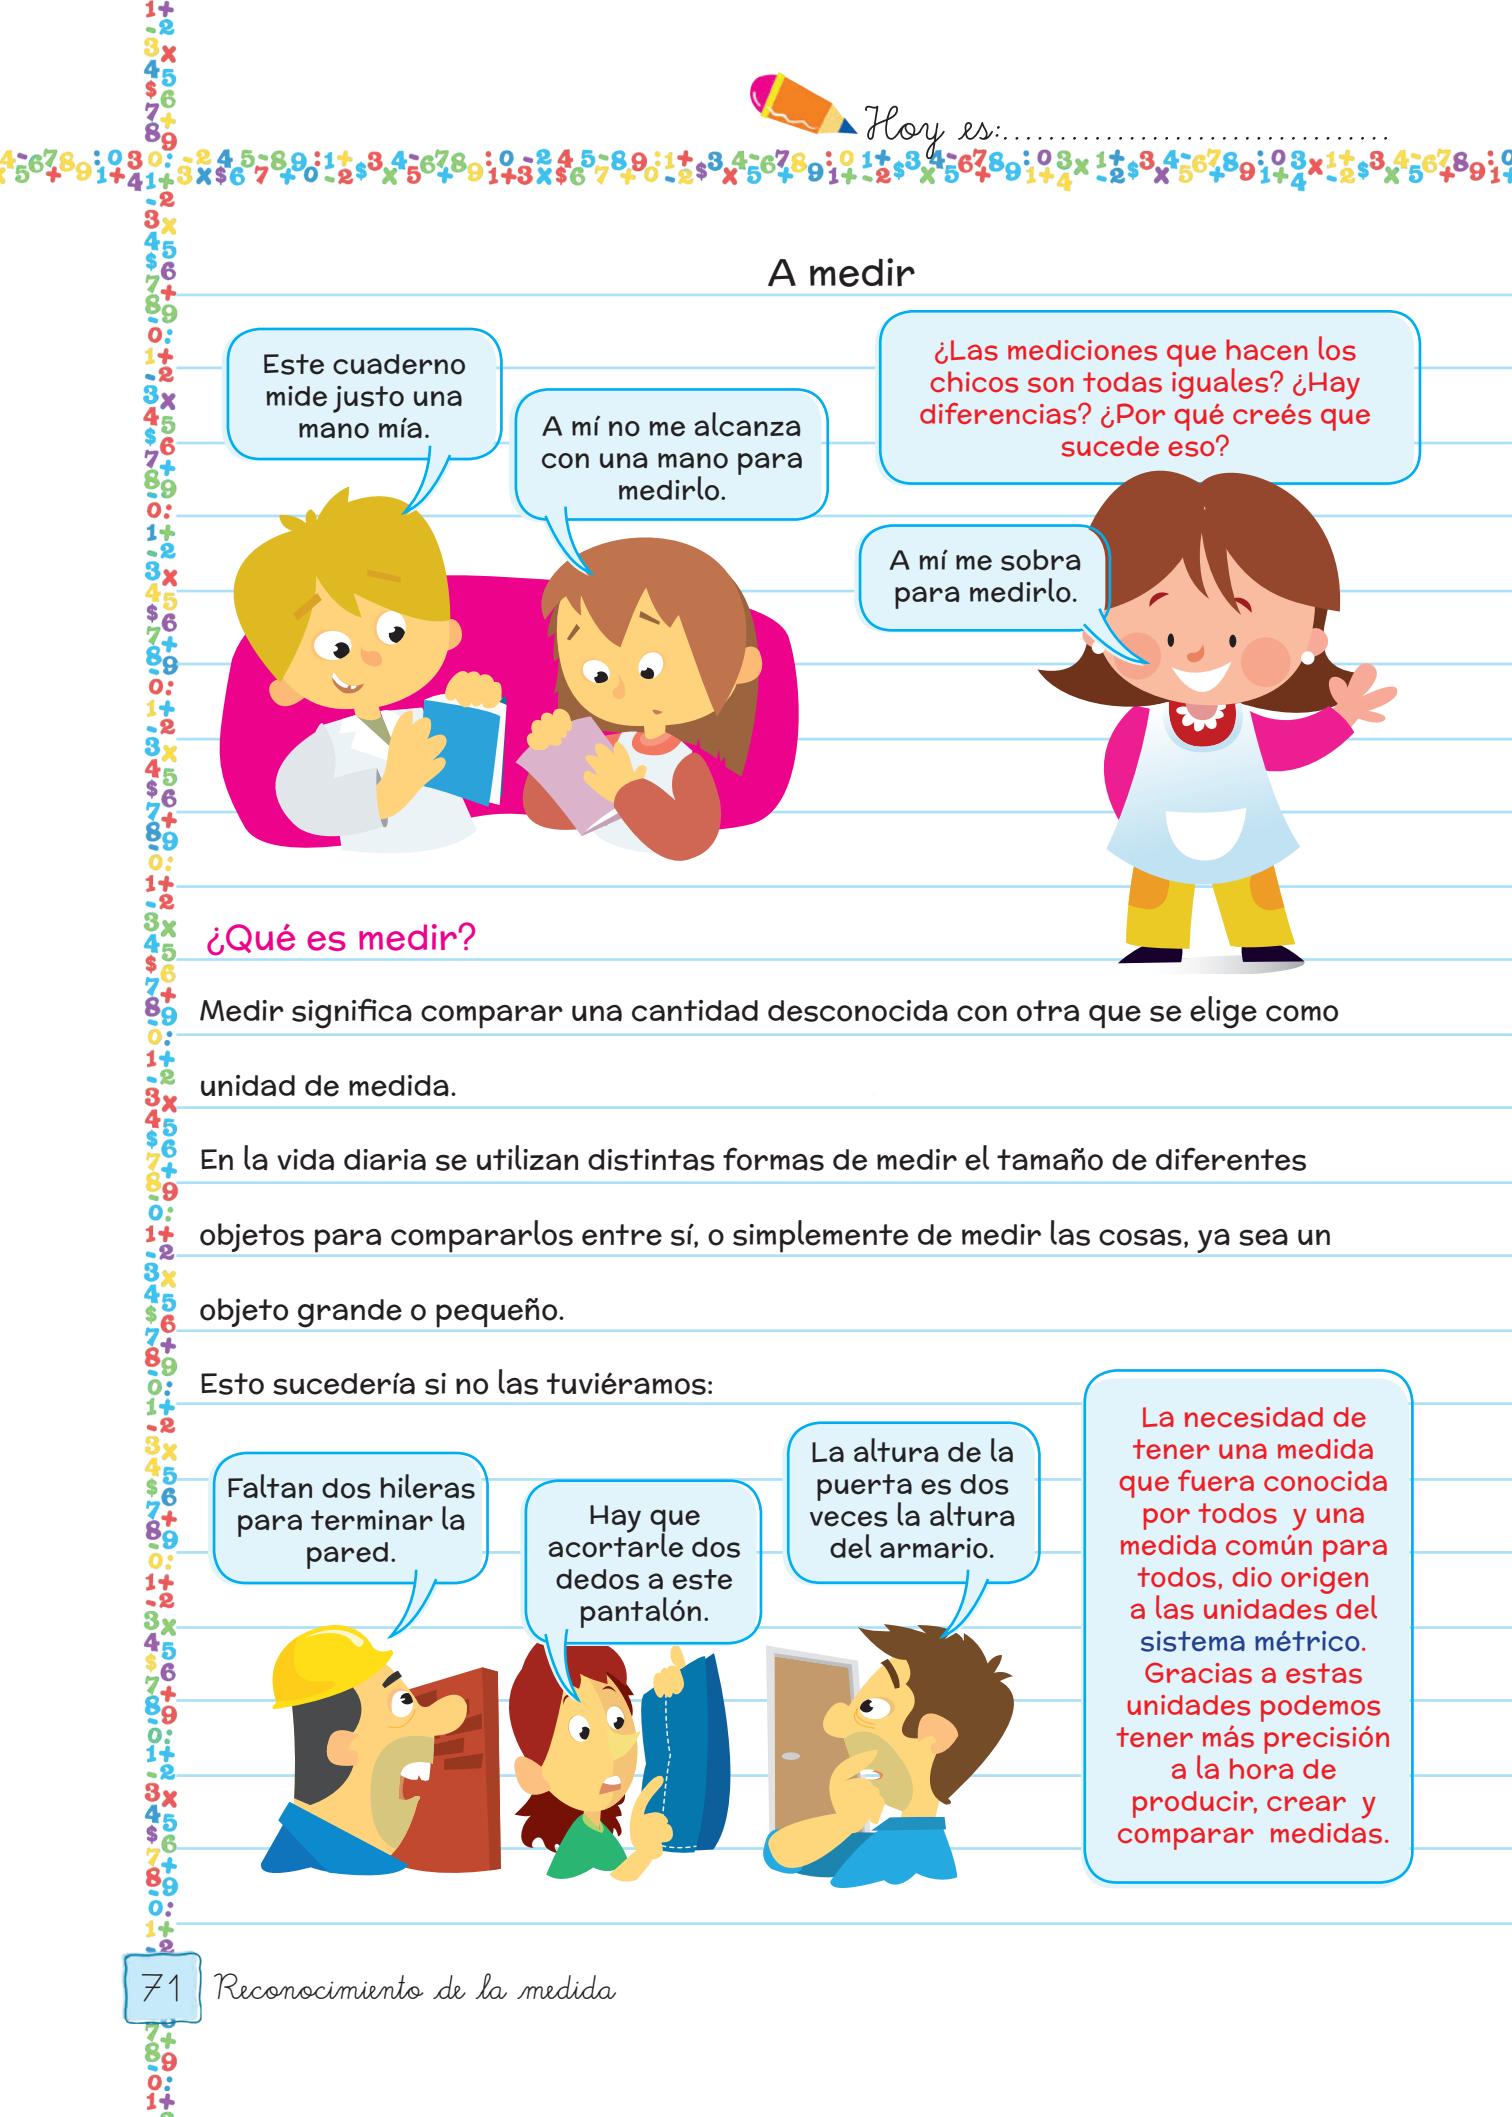 Hoy es:.................................
A medir
Este cuaderno
mide justo una
mano mía.
A mí no me alcanza
con una mano para
medirlo.
¿Las mediciones que hacen los
chicos son todas iguales? ¿Hay
diferencias? ¿Por qué creés que
sucede eso?
A mí me sobra
para medirlo.
¿Qué es medir?
Medir significa comparar una cantidad desconocida con otra que se elige como
unidad de medida.
En la vida diaria se utilizan distintas formas de medir el tamaño de diferentes
objetos para compararlos entre sí, o simplemente de medir las cosas, ya sea un
objeto grande o pequeño.
Esto sucedería si no las tuviéramos:
Faltan dos hileras
para terminar la
pared.
Hay que
acortarle dos
dedos a este
pantalón.
La altura de la
puerta es dos
veces la altura
del armario.
La necesidad de
tener una medida
que fuera conocida
por todos y una
medida común para
todos, dio origen
a las unidades del
sistema métrico.
Gracias a estas
unidades podemos
tener más precisión
a la hora de
producir, crear y
comparar medidas.
71 Reconocimiento de la medida